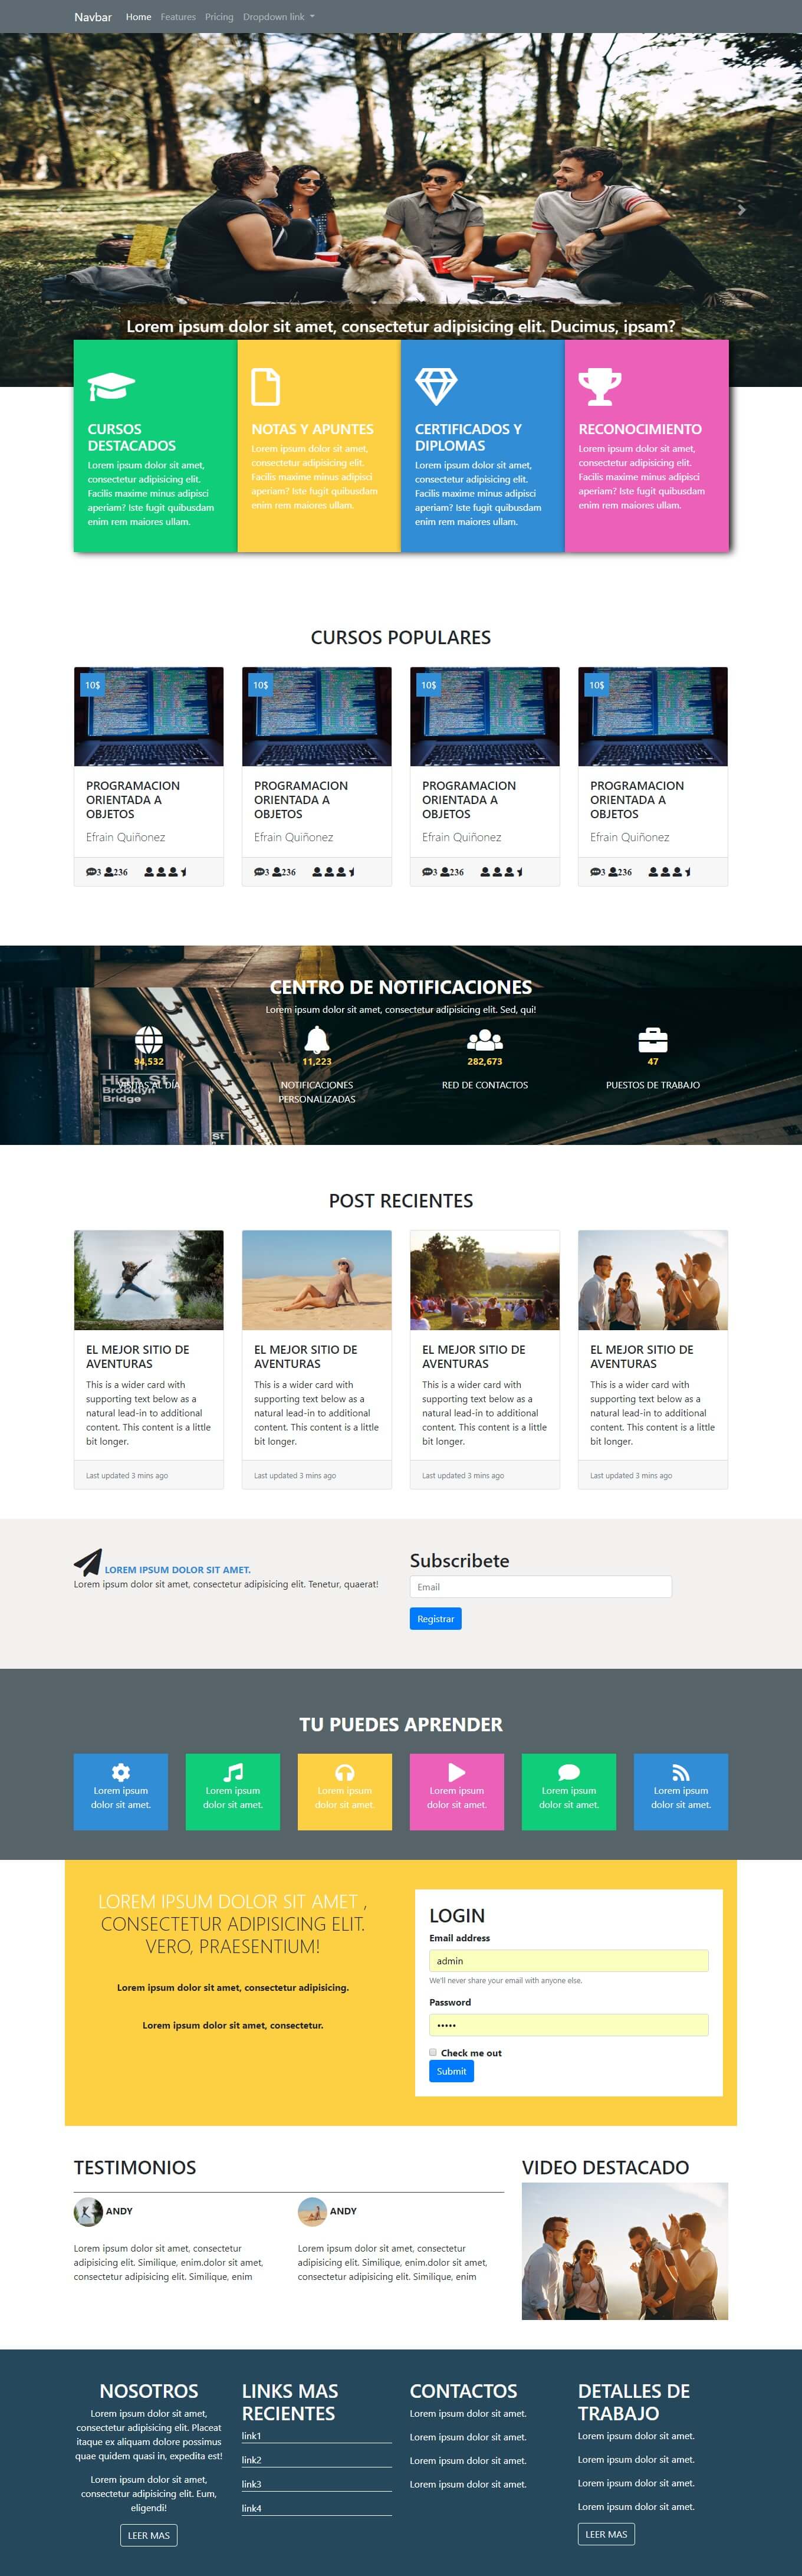 Navbar Home Features Pricing Dropdown link
Lorem ipsum dolor sit amet, consectetur adipisicing elit. Ducimus, ipsam?
CURSOS
DESTACADOS
Lorem ipsum dolor sit amet,
consectetur adipisicing elit.
Facilis maxime minus adipisci
aperiam? Iste fugit quibusdam
enim rem maiores ullam.
NOTAS Y APUNTES
Lorem ipsum dolor sit amet,
consectetur adipisicing elit.
Facilis maxime minus adipisci
aperiam? Iste fugit quibusdam
enim rem maiores ullam.
CERTIFICADOS Y
DIPLOMAS
Lorem ipsum dolor sit amet,
consectetur adipisicing elit.
Facilis maxime minus adipisci
aperiam? Iste fugit quibusdam
enim rem maiores ullam.
RECONOCIMIENTO
Lorem ipsum dolor sit amet,
consectetur adipisicing elit.
Facilis maxime minus adipisci
aperiam? Iste fugit quibusdam
enim rem maiores ullam.
CURSOS POPULARES
10$
PROGRAMACION
ORIENTADA A
OBJETOS
Efrain Quiñonez
3 236
10$
PROGRAMACION
ORIENTADA A
OBJETOS
Efrain Quiñonez
3 236
10$
PROGRAMACION
ORIENTADA A
OBJETOS
Efrain Quiñonez
3 236
10$
PROGRAMACION
ORIENTADA A
OBJETOS
Efrain Quiñonez
3 236
CENTRO DE NOTIFICACIONES
Lorem ipsum dolor sit amet, consectetur adipisicing elit. Sed, qui!
94,532
VISITAS AL DÍA
High St
Brooklyn
Bridge
St
11,223
NOTIFICACIONES
PERSONALIZADAS
282,673
RED DE CONTACTOS
47
PUESTOS DE TRABAJO
POST RECIENTES
EL MEJOR SITIO DE
AVENTURAS
This is a wider card with
supporting text below as a
natural lead-in to additional
content. This content is a little
bit longer.
Last updated 3 mins ago
EL MEJOR SITIO DE
AVENTURAS
This is a wider card with
supporting text below as a
natural lead-in to additional
content. This content is a little
bit longer.
Last updated 3 mins ago
EL MEJOR SITIO DE
AVENTURAS
This is a wider card with
supporting text below as a
natural lead-in to additional
content. This content is a little
bit longer.
Last updated 3 mins ago
EL MEJOR SITIO DE
AVENTURAS
This is a wider card with
supporting text below as a
natural lead-in to additional
content. This content is a little
bit longer.
Last updated 3 mins ago
LOREM IPSUM DOLOR SIT AMET.
Lorem ipsum dolor sit amet, consectetur adipisicing elit. Tenetur, quaerat!
Subscribete
Email
Registrar
TU PUEDES APRENDER
Lorem ipsum
dolor sit amet.
Lorem ipsum
dolor sit amet.
Lorem ipsum
dolor sit amet.
Lorem ipsum
dolor sit amet.
Lorem ipsum
dolor sit amet.
Lorem ipsum
dolor sit amet.
LOREM IPSUM DOLOR SIT AMET ,
CONSECTETUR ADIPISICING ELIT.
VERO, PRAESENTIUM!
Lorem ipsum dolor sit amet, consectetur adipisicing.
Lorem ipsum dolor sit amet, consectetur.
LOGIN
Email address
admin
We'll never share your email with anyone else.
Password
•••••
Check me out
Submit
TESTIMONIOS
ANDY
Lorem ipsum dolor sit amet, consectetur
adipisicing elit. Similique, enim.dolor sit amet,
consectetur adipisicing elit. Similique, enim
ANDY
Lorem ipsum dolor sit amet, consectetur
adipisicing elit. Similique, enim.dolor sit amet,
consectetur adipisicing elit. Similique, enim
VIDEO DESTACADO
NOSOTROS
Lorem ipsum dolor sit amet,
consectetur adipisicing elit. Placeat
itaque ex aliquam dolore possimus
quae quidem quasi in, expedita est!
Lorem ipsum dolor sit amet,
consectetur adipisicing elit. Eum,
eligendi!
LEER MAS
LINKS MAS
RECIENTES
link1
link2
link3
link4
CONTACTOS
Lorem ipsum dolor sit amet.
Lorem ipsum dolor sit amet.
Lorem ipsum dolor sit amet.
Lorem ipsum dolor sit amet.
DETALLES DE
TRABAJO
Lorem ipsum dolor sit amet.
Lorem ipsum dolor sit amet.
Lorem ipsum dolor sit amet.
Lorem ipsum dolor sit amet.
LEER MAS